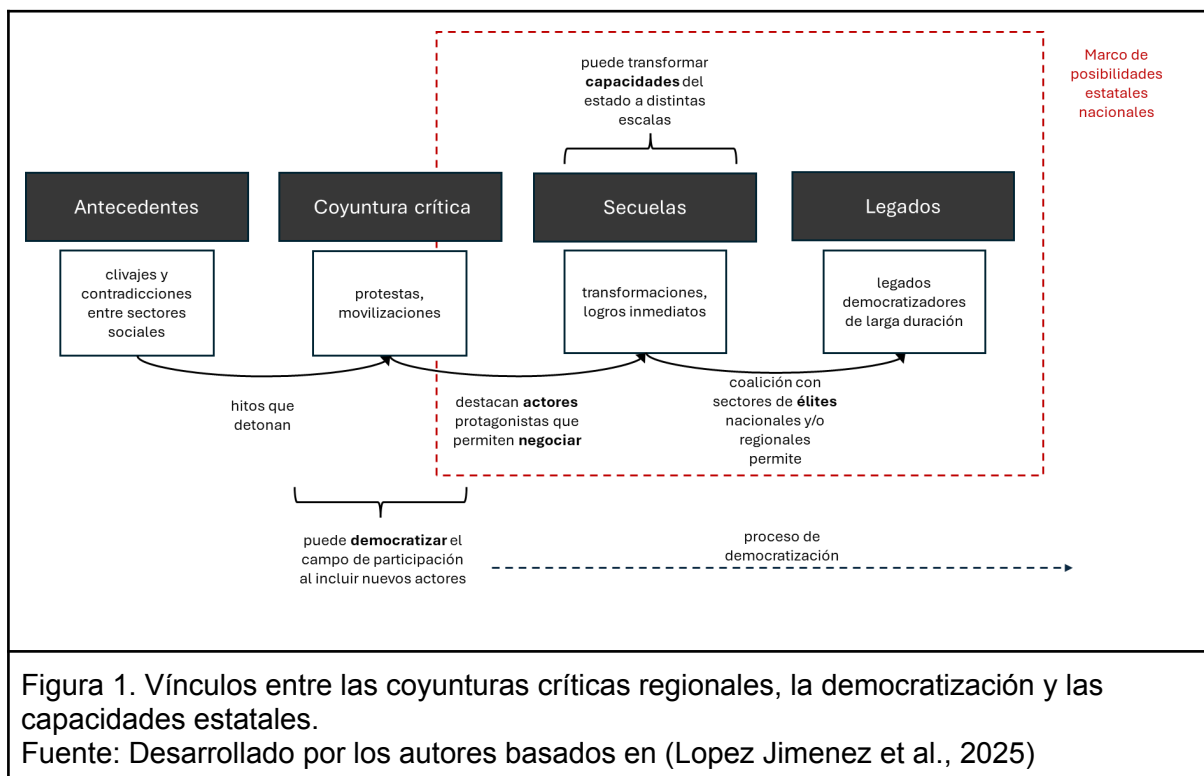 puede transformar
capacidades del
estado a distintas
escalas
Marco de
posibilidades
estatales
nacionales
Antecedentes
Coyuntura crítica
Secuelas
Legados
clivajes y
contradicciones
entre sectores
sociales
protestas,
movilizaciones
transformaciones,
logros inmediatos
legados
democratizadores
de larga duración
hitos que
detonan
destacan actores
protagonistas que
permiten negociar
coalición con
sectores de élites
nacionales y/o
regionales
permite
puede democratizar el
campo de participación
al incluir nuevos actores
proceso de
democratización
Figura 1. Vínculos entre las coyunturas críticas regionales, la democratización y las
capacidades estatales.
Fuente: Desarrollado por los autores basados en (Lopez Jimenez et al., 2025)